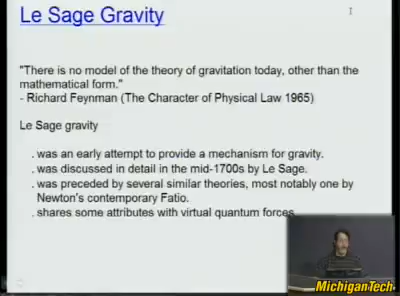 Le Sage Gravity
"There is no model of the theory of gravitation today, other than the
mathematical form."
- Richard Feynman (The Character of Physical Law 1965)
Le Sage gravity
. was an early attempt to provide a mechanism for gravity.
. was discussed in detail in the mid-1700s by Le Sage.
. was preceded by several similar theories, most notably one by
Newton's contemporary Fatio.
. shares some attributes with virtual quantum forces
MichiganTech